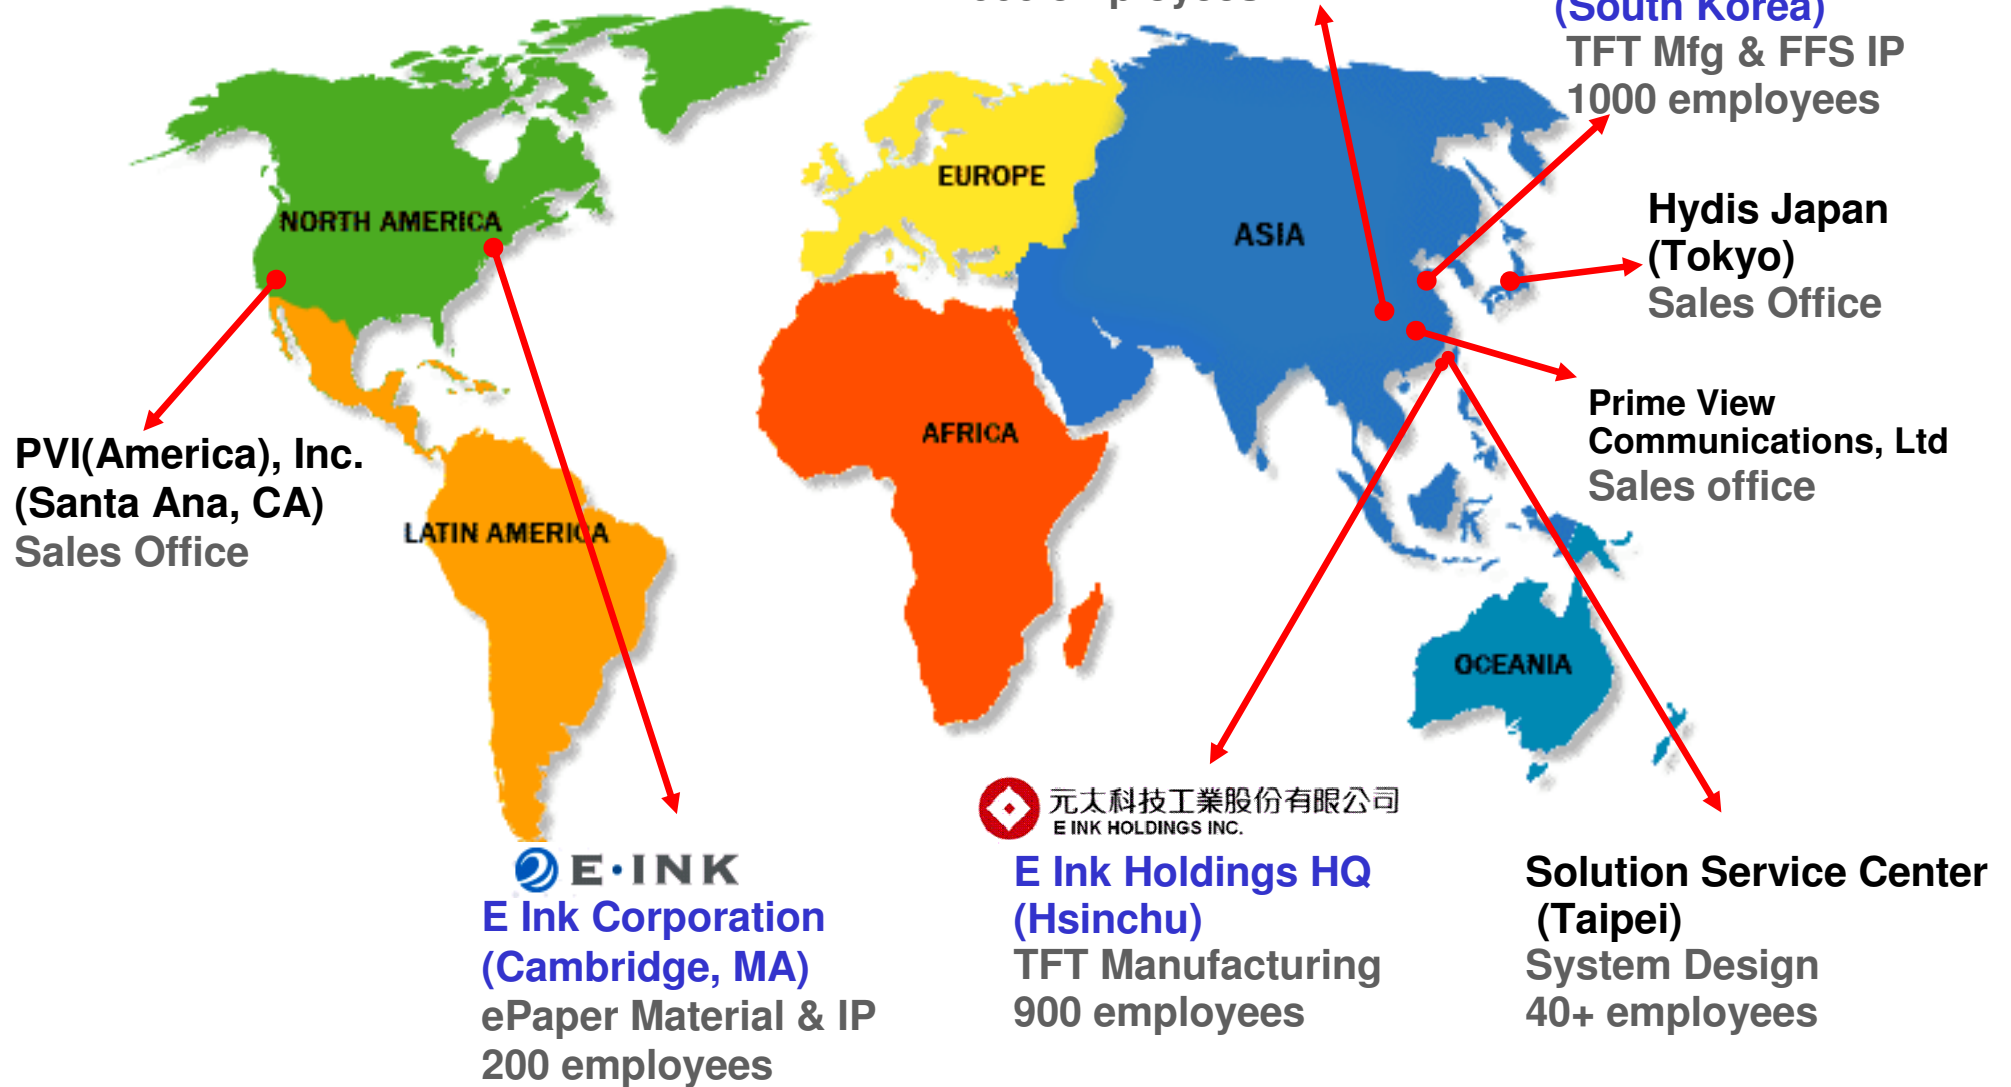 (South Korea)
TFT Mfg & FFS IP
1000 employees
NORTH AMERICA
EUROPE
ASIA
Hydis Japan
(Tokyo)
Sales Office
Prime View
Communications, Ltd
Sales office
AFRICA
PVI(America), Inc.
(Santa Ana, CA)
Sales Office
LATIN AMERICA
OCEANIA
元太科技工業股份有限公司
E INK HOLDINGS INC.
E Ink Holdings HQ
(Hsinchu)
TFT Manufacturing
900 employees
E·INK
E Ink Corporation
(Cambridge, MA)
ePaper Material & IP
200 employees
Solution Service Center
(Taipei)
System Design
40+ employees